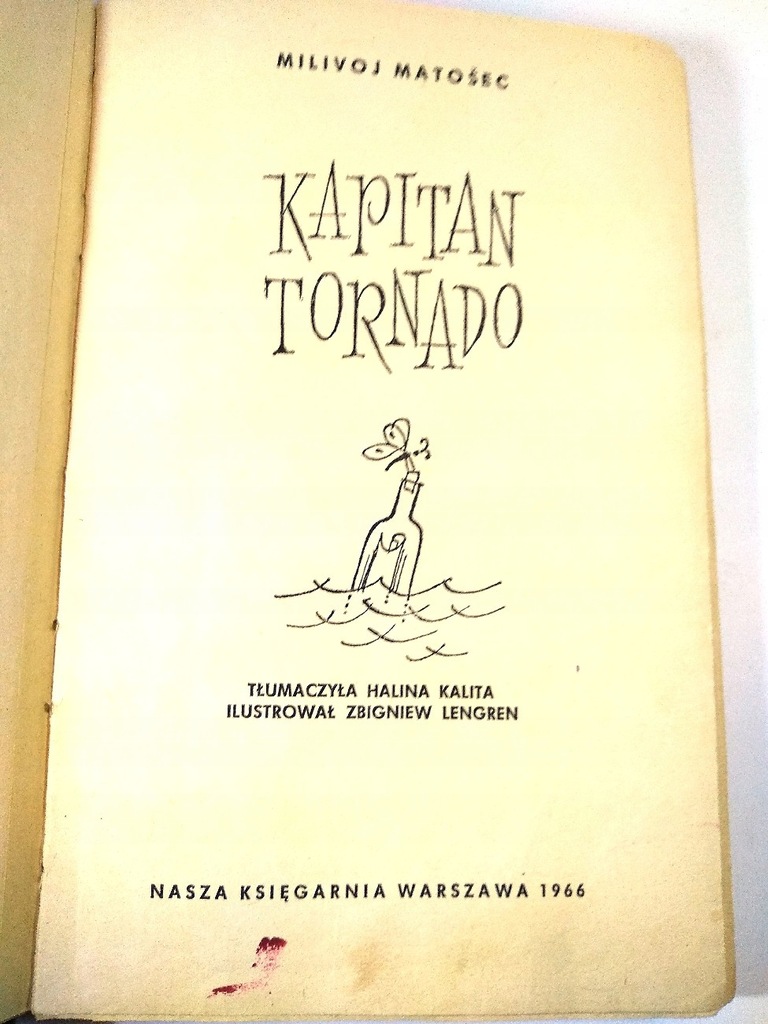 MILIVOJ MATOŠEC
KAPITAN
TORNADO
TŁUMACZYŁA HALINA KALITA
ILUSTROWAŁ ZBIGNIEW LENGREN
NASZA KSIĘGARNIA WARSZAWA 1966